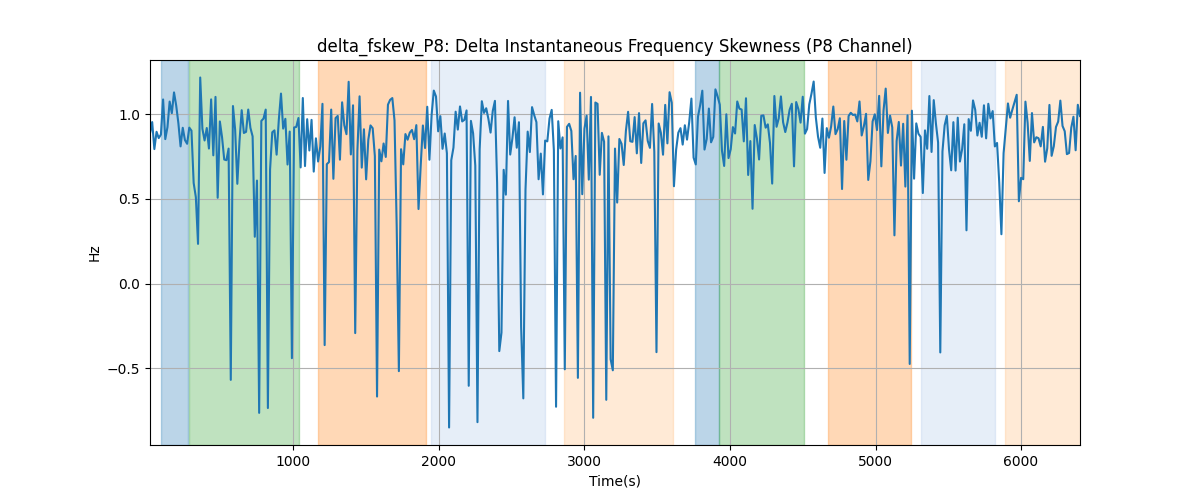 delta_fskew_P8: Delta Instantaneous Frequency Skewness (P8 Channel)
1.0
0.5
0.0
−0.5
Hz
1000 2000 3000 4000 5000 6000
Time(s)